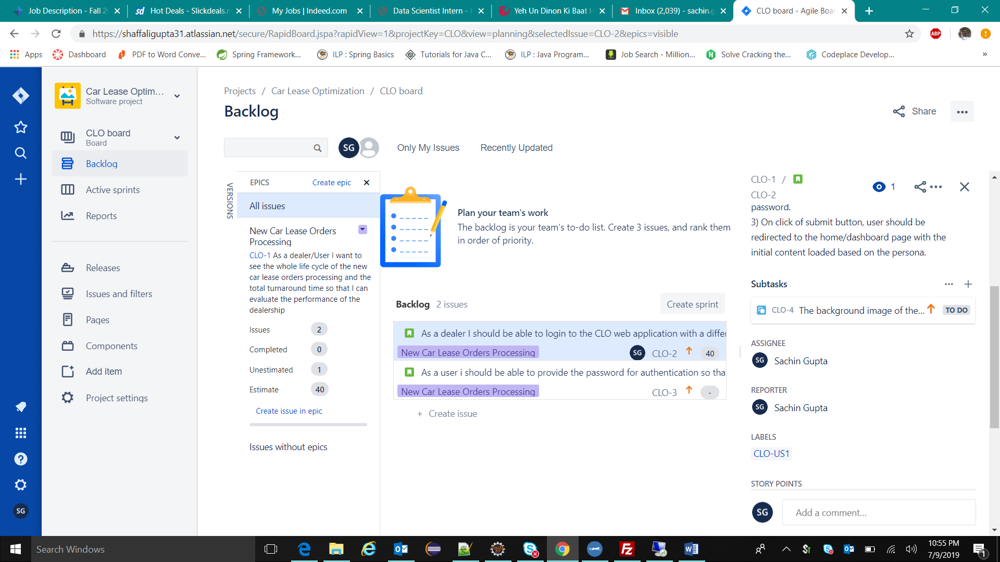 Job Description - Fall 2
Hot Deals - Slickdeals.n
My Jobs | Indeed.com
Data Scientist Intern -
Yeh Un Dinon Ki Baat H
Inbox (2,039) - sachin.g
CLO board - Agile Boar
https://shaffaligupta31.atlassian.net/secure/RapidBoard.jspa?rapidView=1&projectKey=CLO&view=planning&selectedIssue=CLO-2&epics=visible
ABP
Apps
Dashboard
PDF to Word Conve...
Spring Framework...
ILP : Spring Basics
Tutorials for Java C...
ILP : Java Program...
Job Search - Million...
Solve Cracking the...
Codeplace Develop...
»
Car Lease Optim...
Software project
CLO board
Board
Backlog
Active sprints
Reports
Releases
Issues and filters
Pages
Components
Add item
Project settings
SG
Projects / Car Lease Optimization / CLO board
Backlog
Share
SG
Only My Issues
Recently Updated
VERSIONS
EPICS
Create epic
All issues
New Car Lease Orders
Processing
CLO-1 As a dealer/User I want to
see the whole life cycle of the new
car lease orders processing and the
total turnaround time so that I can
evaluate the performance of the
dealership
Issues 2
Completed 0
Unestimated 1
Estimate 40
Create issue in epic
Issues without epics
Plan your team's work
The backlog is your team's to-do list. Create 3 issues, and rank them
in order of priority.
Backlog 2 issues
Create sprint
As a dealer I should be able to login to the CLO web application with a differ
New Car Lease Orders Processing
SG CLO-2 40
As a user i should be able to provide the password for authentication so tha
New Car Lease Orders Processing
CLO-3 -
+ Create issue
CLO-1 /
CLO-2
1
password.
3) On click of submit button, user should be
redirected to the home/dashboard page with the
initial content loaded based on the persona.
Subtasks
CLO-4 The background image of the... TO DO
ASSIGNEE
SG Sachin Gupta
REPORTER
SG Sachin Gupta
LABELS
CLO-US1
STORY POINTS
SG Add a comment...
Search Windows
10:55 PM
7/9/2019
1